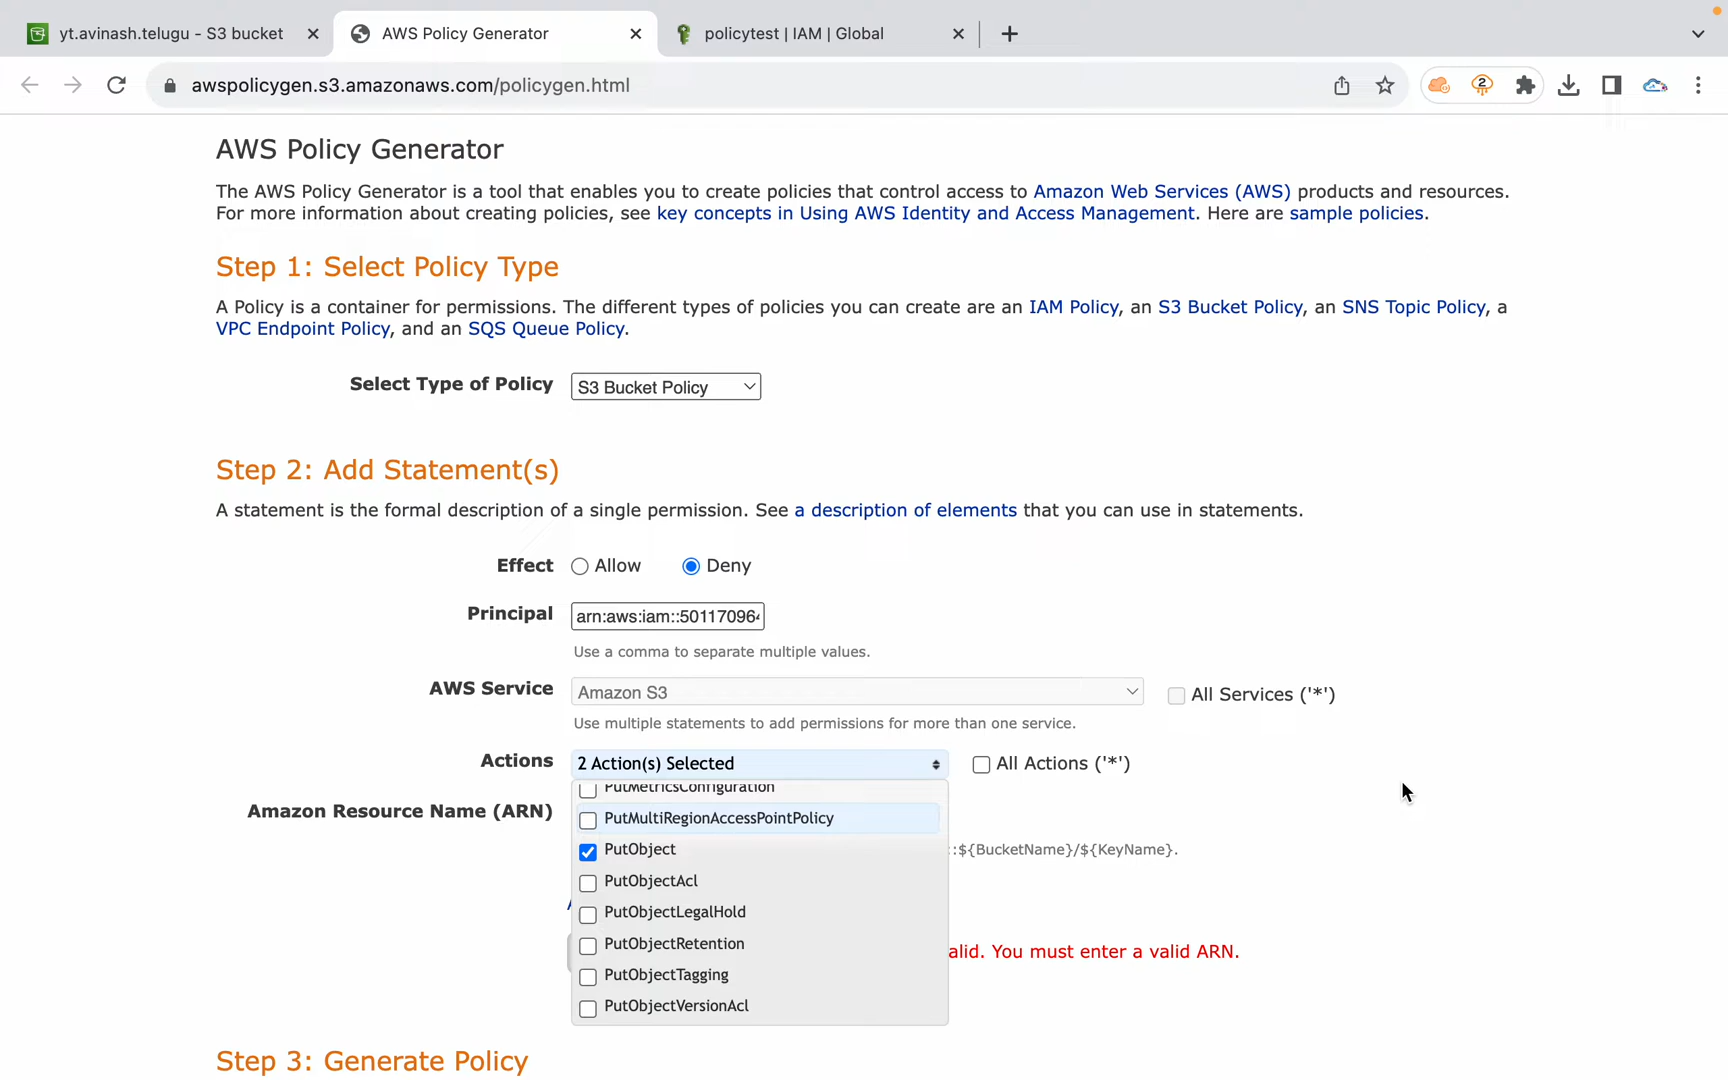 yt.avinash.telugu - S3 bucket
AWS Policy Generator
policytest | IAM | Global
awspolicygen.s3.amazonaws.com/policygen.html
2
AWS Policy Generator
The AWS Policy Generator is a tool that enables you to create policies that control access to Amazon Web Services (AWS) products and resources.
For more information about creating policies, see key concepts in Using AWS Identity and Access Management. Here are sample policies.
Step 1: Select Policy Type
A Policy is a container for permissions. The different types of policies you can create are an IAM Policy, an S3 Bucket Policy, an SNS Topic Policy, a
VPC Endpoint Policy, and an SQS Queue Policy.
Select Type of Policy S3 Bucket Policy
Step 2: Add Statement(s)
A statement is the formal description of a single permission. See a description of elements that you can use in statements.
Effect Allow Deny
Principal arn:aws:iam::501170964
Use a comma to separate multiple values.
AWS Service Amazon S3 All Services ('*')
Use multiple statements to add permissions for more than one service.
Actions 2 Action(s) Selected All Actions ('*')
PutMetricsConfiguration
Amazon Resource Name (ARN) PutMultiRegionAccessPointPolicy
PutObject :${BucketName}/${KeyName}.
PutObjectAcl
PutObjectLegalHold
PutObjectRetention alid. You must enter a valid ARN.
PutObjectTagging
PutObjectVersionAcl
Step 3: Generate Policy